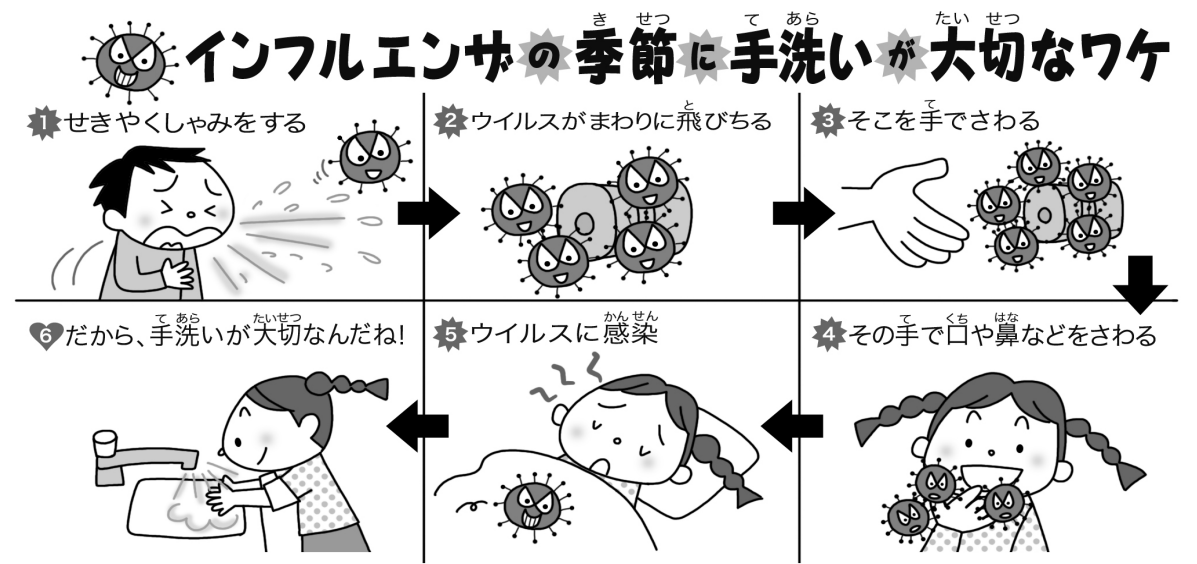 インフルエンザの季節に手洗いが大切なワケ
1 せきやくしゃみをする
2 ウイルスがまわりに飛びちる
3 そこを手でさわる
4 その手で口や鼻などをさわる
5 ウイルスに感染
6 だから、手洗いが大切なんだね!